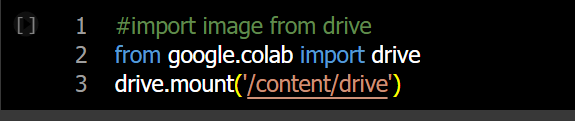 [ ] 1 #import image from drive
2 from google.colab import drive
3 drive.mount('/content/drive')